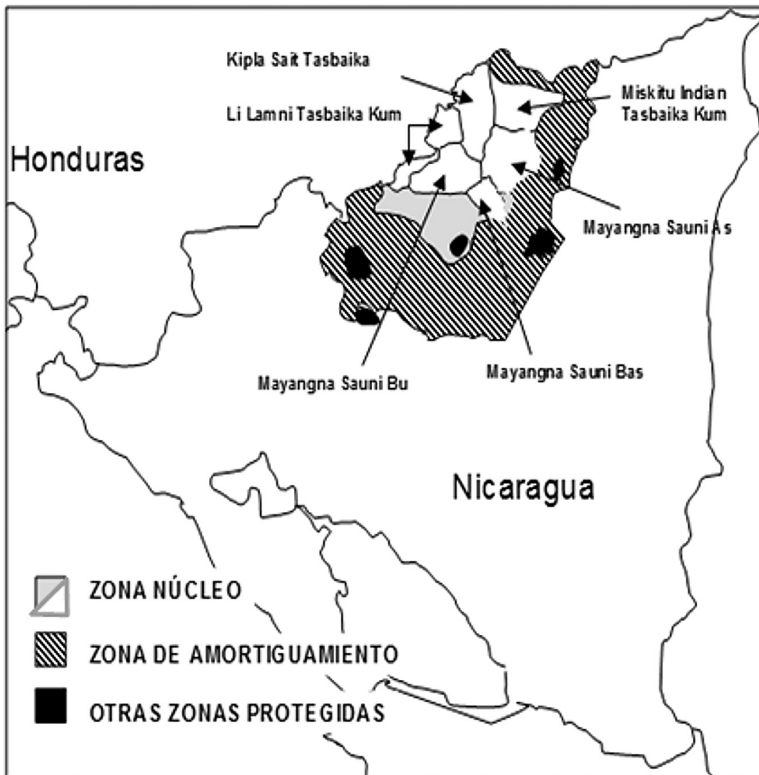 Kipla Sait Tasbaika
Miskitu Indian
Tasbaika Kum
Li Lamni Tasbaika Kum
Honduras
Mayangna Sauni As
Mayangna Sauni Bas
Mayangna Sauni Bu
Nicaragua
ZONA NÚCLEO
ZONA DE AMORTIGUAMIENTO
OTRAS ZONAS PROTEGIDAS